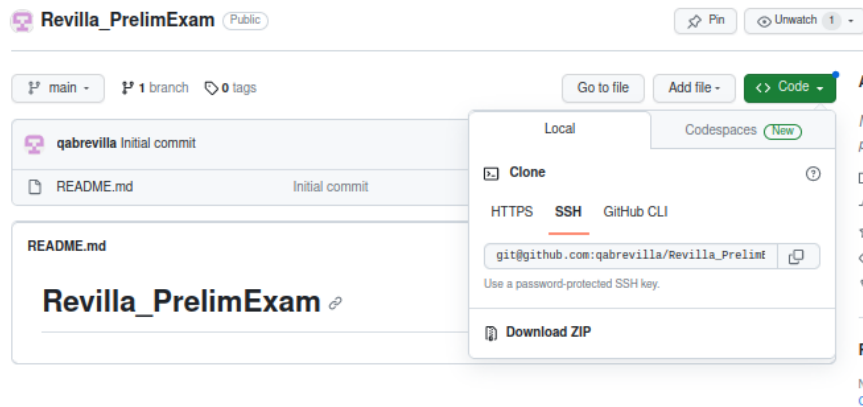 Revilla_PrelimExam Public
Pin
Unwatch 1
main
1 branch
0 tags
Go to file
Add file
Code
Local
Codespaces New
qabrevilla Initial commit
README.md Initial commit
Clone
HTTPS SSH GitHub CLI
git@github.com:qabrevilla/Revilla_Prelim
Use a password-protected SSH key.
Download ZIP
README.md
Revilla_PrelimExam